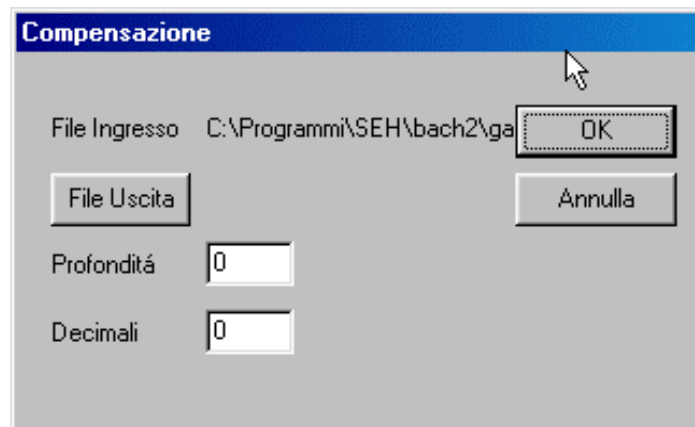 Compensazione
File Ingresso C:\Programmi\SEH\bach2\ga OK
File Uscita Annulla
Profonditá 0
Decimali 0